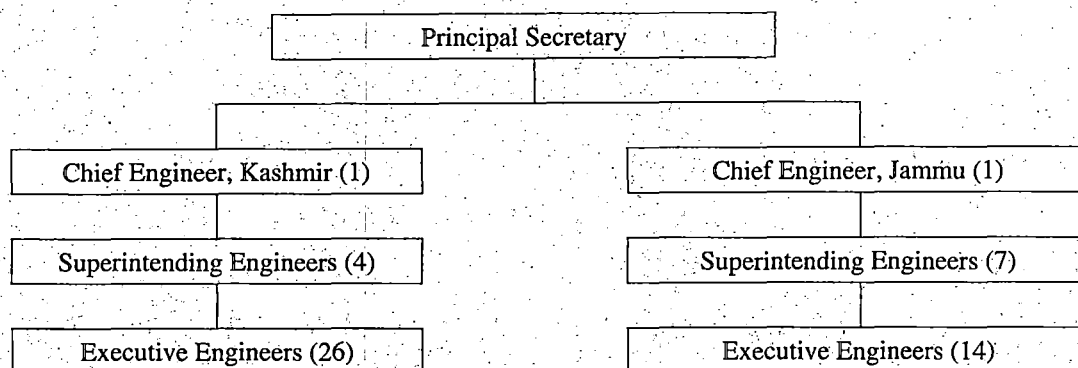 Principal Secretary
Chief Engineer, Kashmir (1)
Chief Engineer, Jammu (1)
Superintending Engineers (4)
Superintending Engineers (7)
Executive Engineers (26)
Executive Engineers (14)